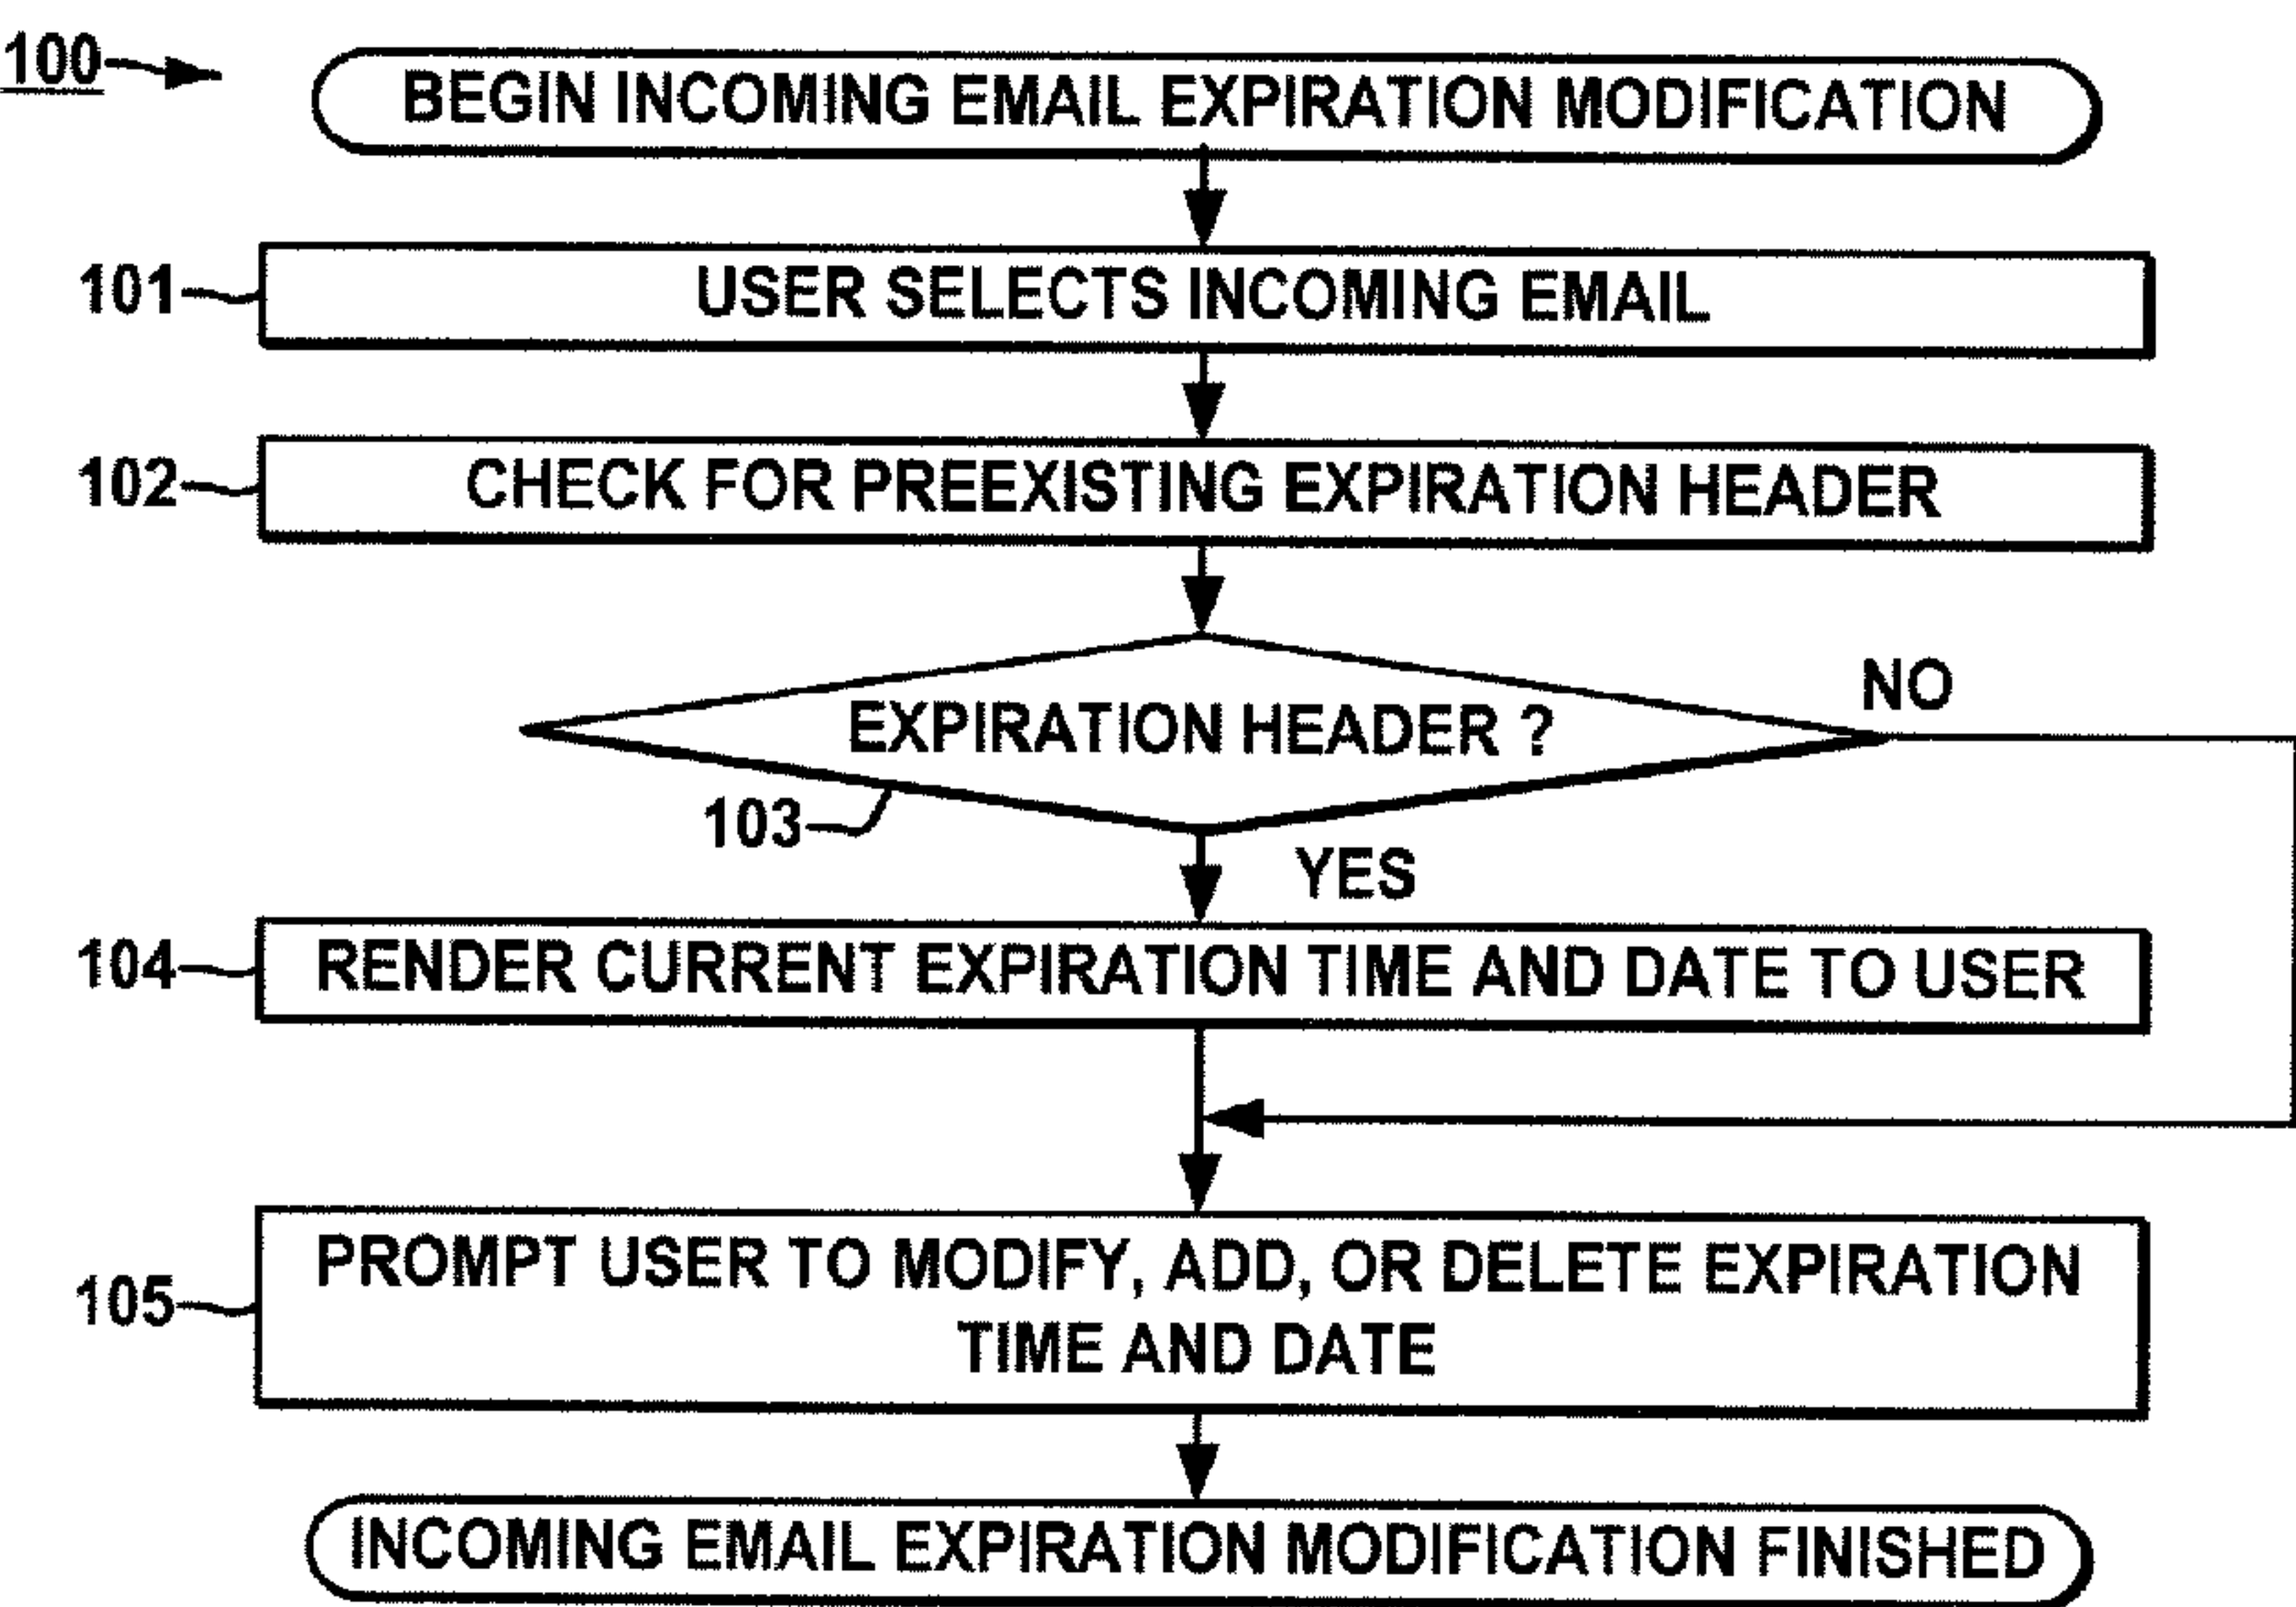 100
BEGIN INCOMING EMAIL EXPIRATION MODIFICATION
101
USER SELECTS INCOMING EMAIL
102
CHECK FOR PREEXISTING EXPIRATION HEADER
NO
EXPIRATION HEADER ?
103
YES
104
RENDER CURRENT EXPIRATION TIME AND DATE TO USER
105
PROMPT USER TO MODIFY, ADD, OR DELETE EXPIRATION
TIME AND DATE
INCOMING EMAIL EXPIRATION MODIFICATION FINISHED